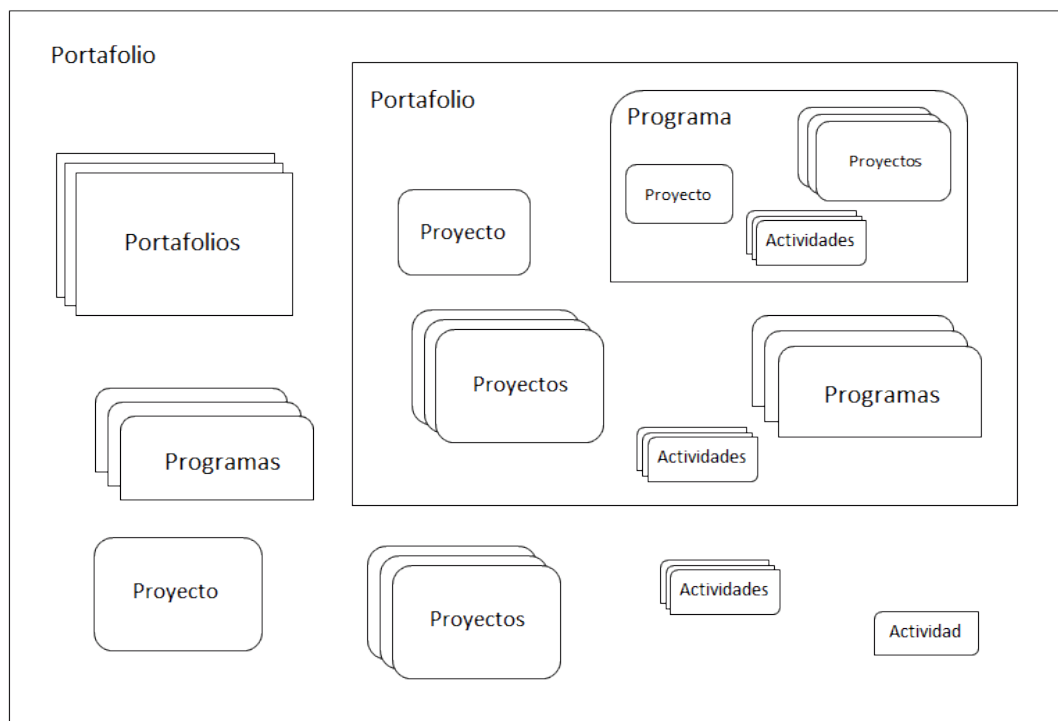 Portafolio
Portafolio
Programa
Proyectos
Proyecto
Actividades
Proyecto
Portafolios
Proyectos
Programas
Actividades
Programas
Proyecto
Proyectos
Actividades
Actividad